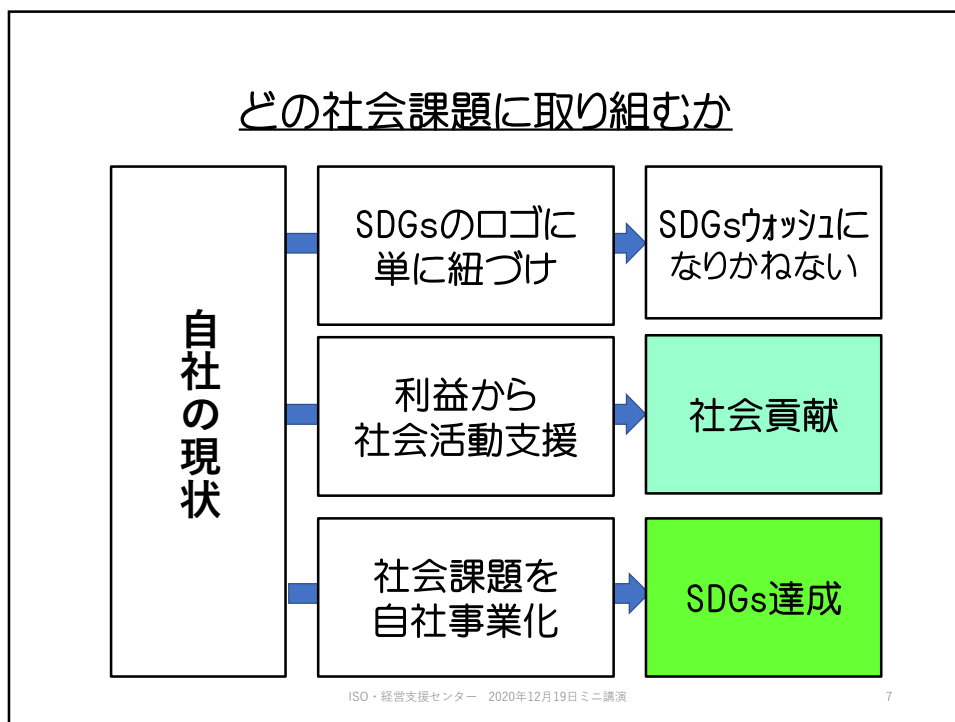 どの社会課題に取り組むか
自社の現状
SDGsのロゴに
単に紐づけ
SDGsウォッシュに
なりかねない
利益から
社会活動支援
社会貢献
社会課題を
自社事業化
SDGs達成
ISO・経営支援センター　2020年12月19日ミニ講演
7